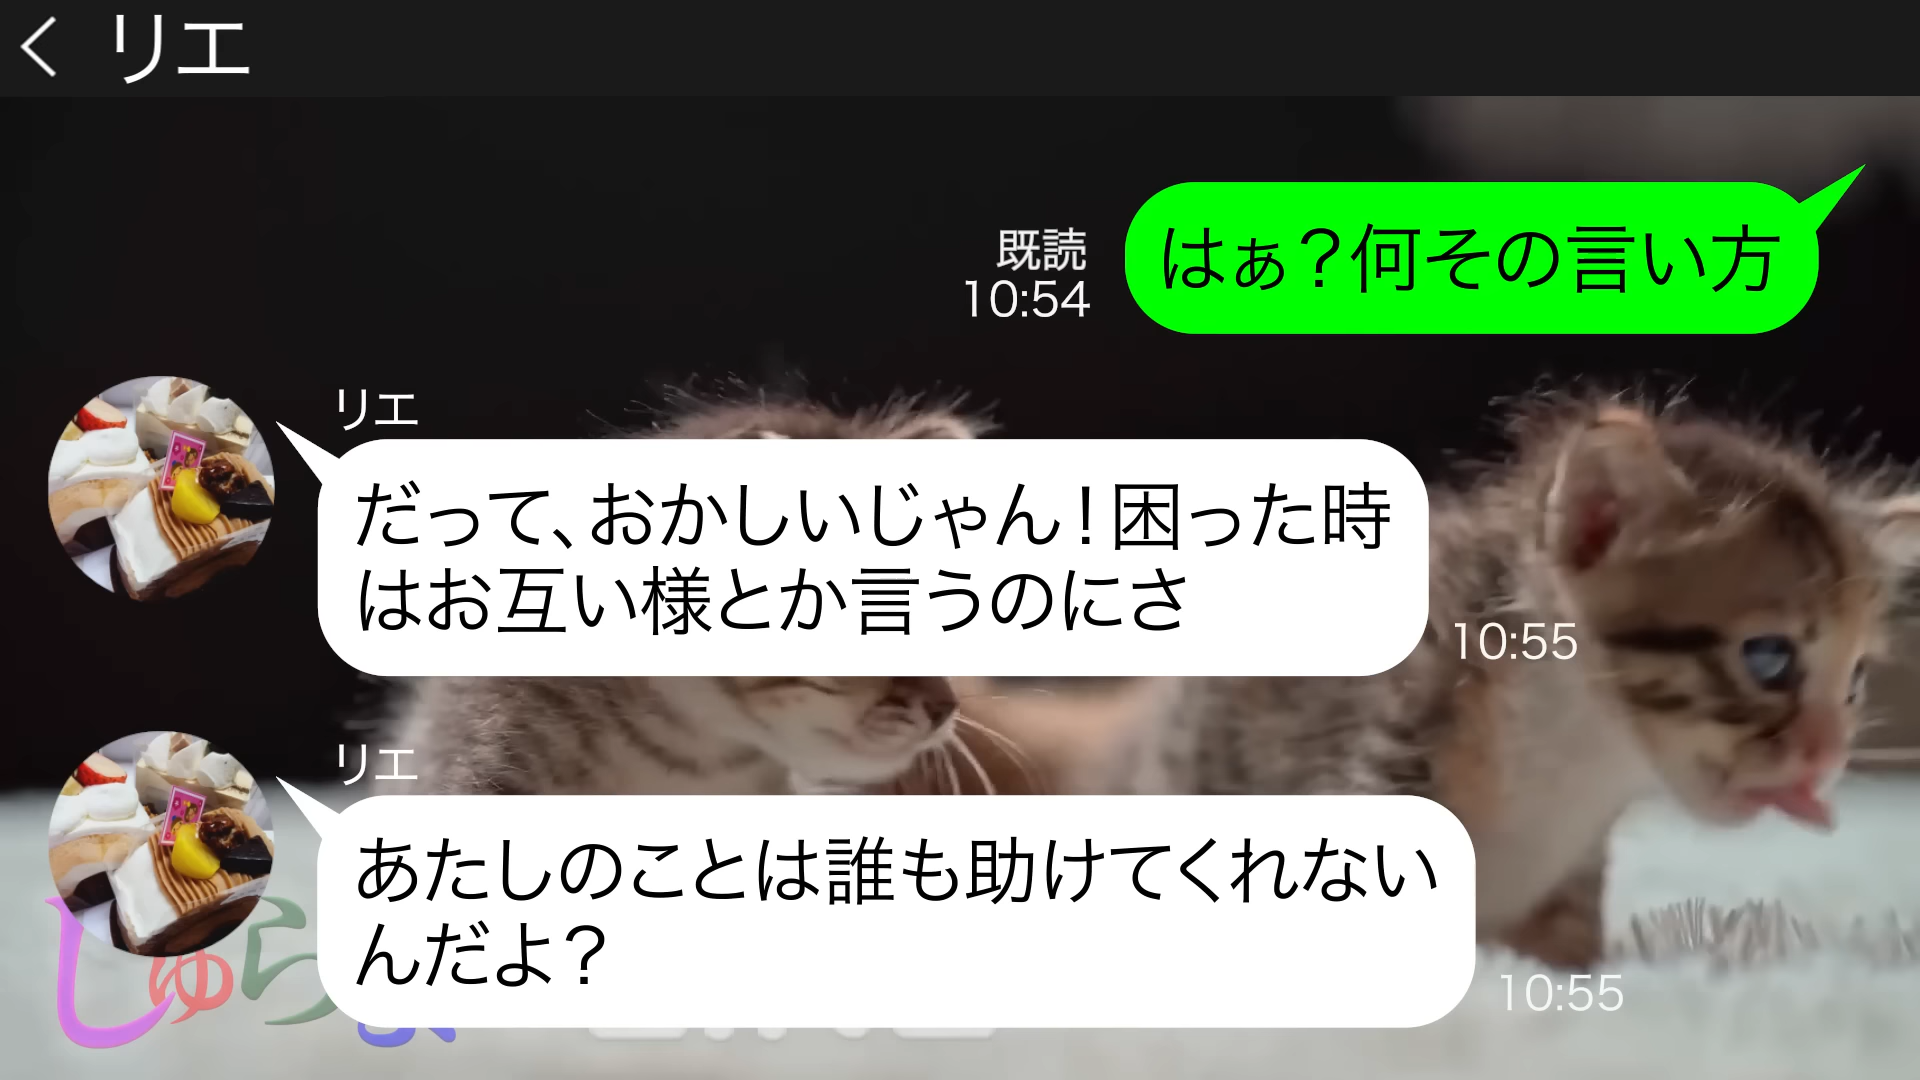 リエ
はぁ？何その言い方
既読
10:54
リエ
だって、おかしいじゃん！困った時
はお互い様とか言うのにさ
10:55
リエ
あたしのことは誰も助けてくれない
んだよ？
10:55
しゅら